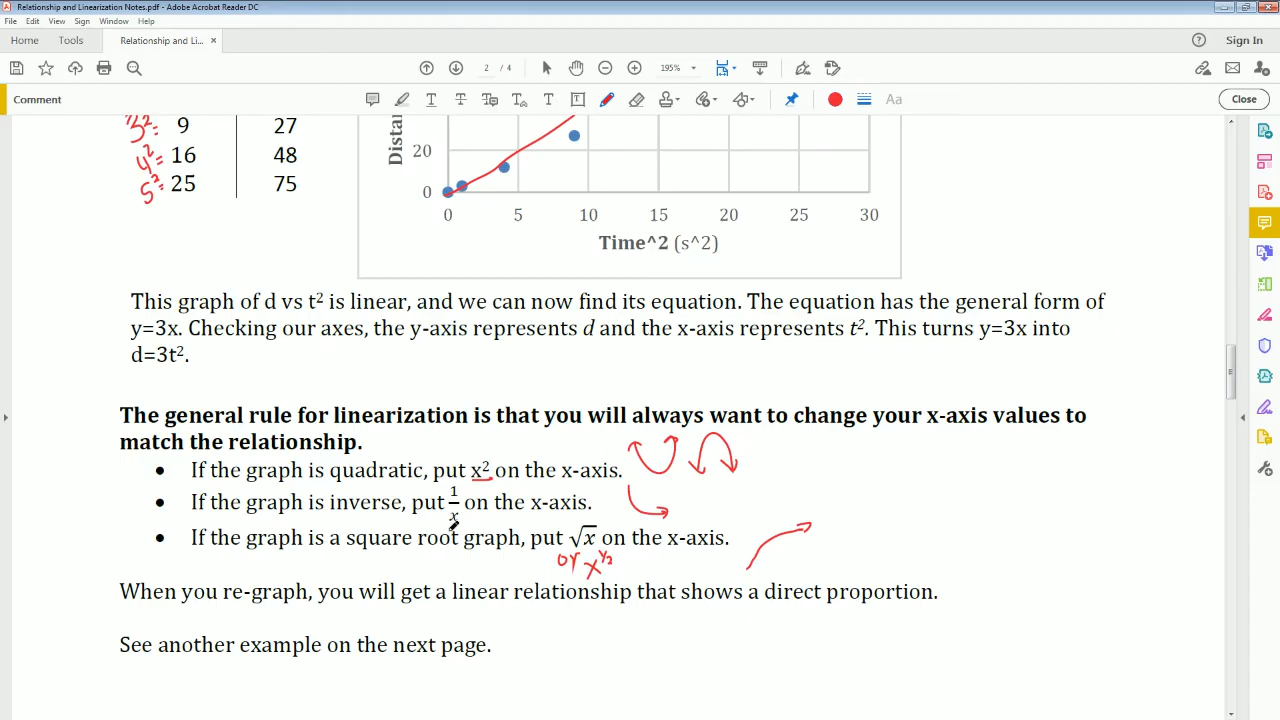 Relationship and Linearization Notes.pdf - Adobe Acrobat Reader DC
File Edit View Sign Window Help
Home Tools Relationship and Li... × Sign In
2 / 4 195%
Comment Close
3² = 9 27
4² = 16 48
5² = 25 75
Distan
20
0
0 5 10 15 20 25 30
Time^2 (s^2)
This graph of d vs t² is linear, and we can now find its equation. The equation has the general form of
y=3x. Checking our axes, the y-axis represents d and the x-axis represents t². This turns y=3x into
d=3t².
The general rule for linearization is that you will always want to change your x-axis values to
match the relationship.
• If the graph is quadratic, put x² on the x-axis.
• If the graph is inverse, put 1/x on the x-axis.
• If the graph is a square root graph, put √x on the x-axis.
or x^1/2
When you re-graph, you will get a linear relationship that shows a direct proportion.
See another example on the next page.